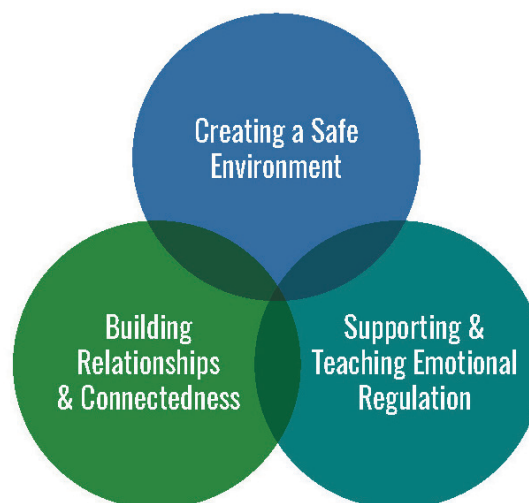 Creating a Safe
Environment
Building
Relationships
& Connectedness
Supporting &
Teaching Emotional
Regulation